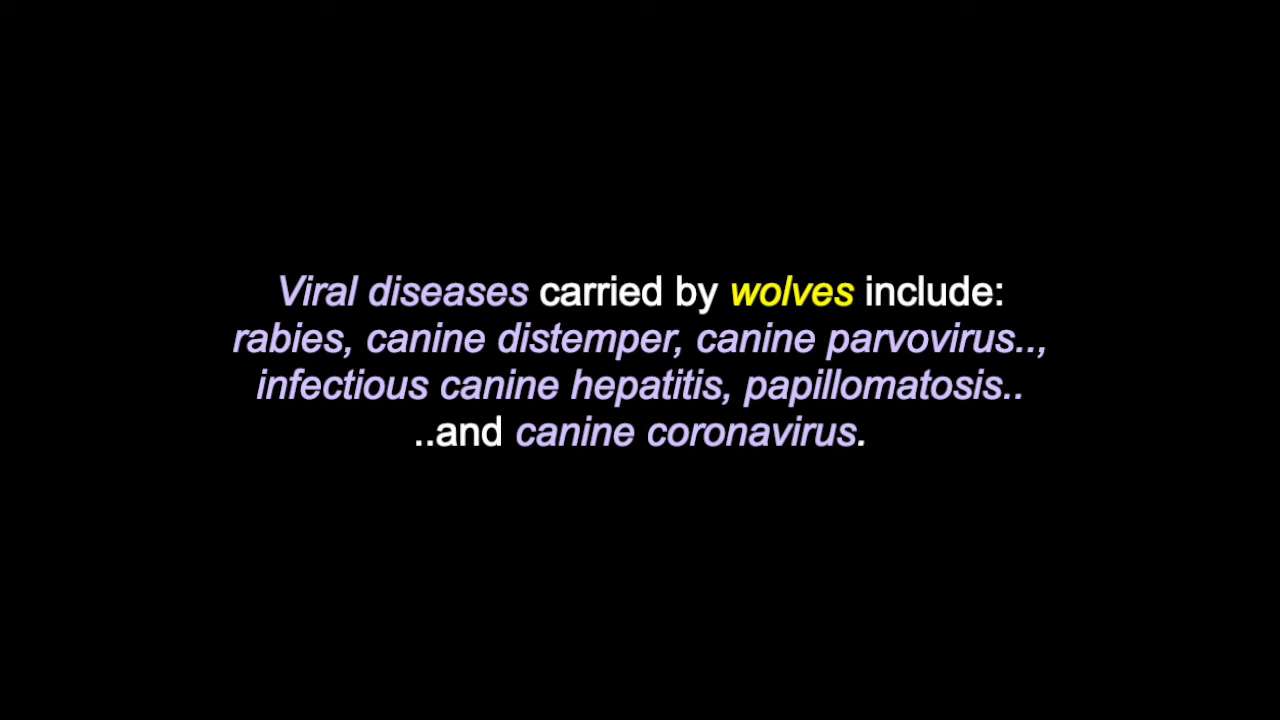 Viral diseases carried by wolves include:
rabies, canine distemper, canine parvovirus..,
infectious canine hepatitis, papillomatosis..
..and canine coronavirus.